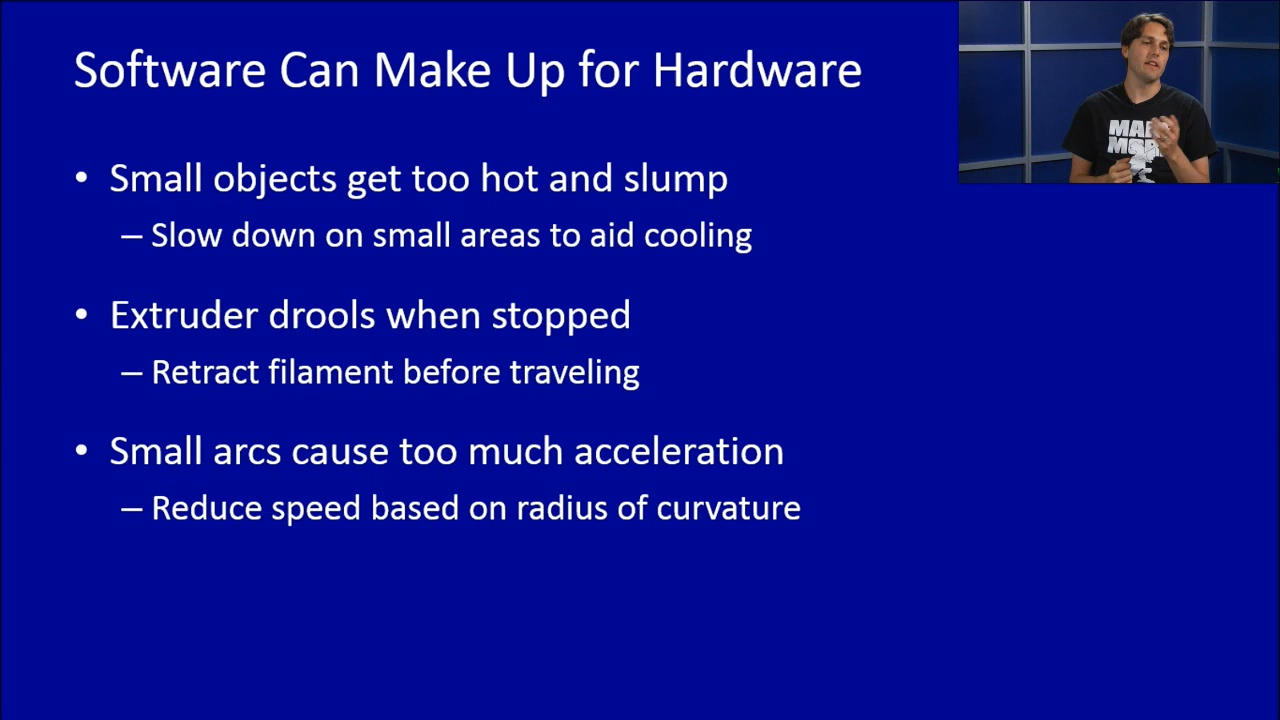 Software Can Make Up for Hardware
• Small objects get too hot and slump
– Slow down on small areas to aid cooling
• Extruder drools when stopped
– Retract filament before traveling
• Small arcs cause too much acceleration
– Reduce speed based on radius of curvature